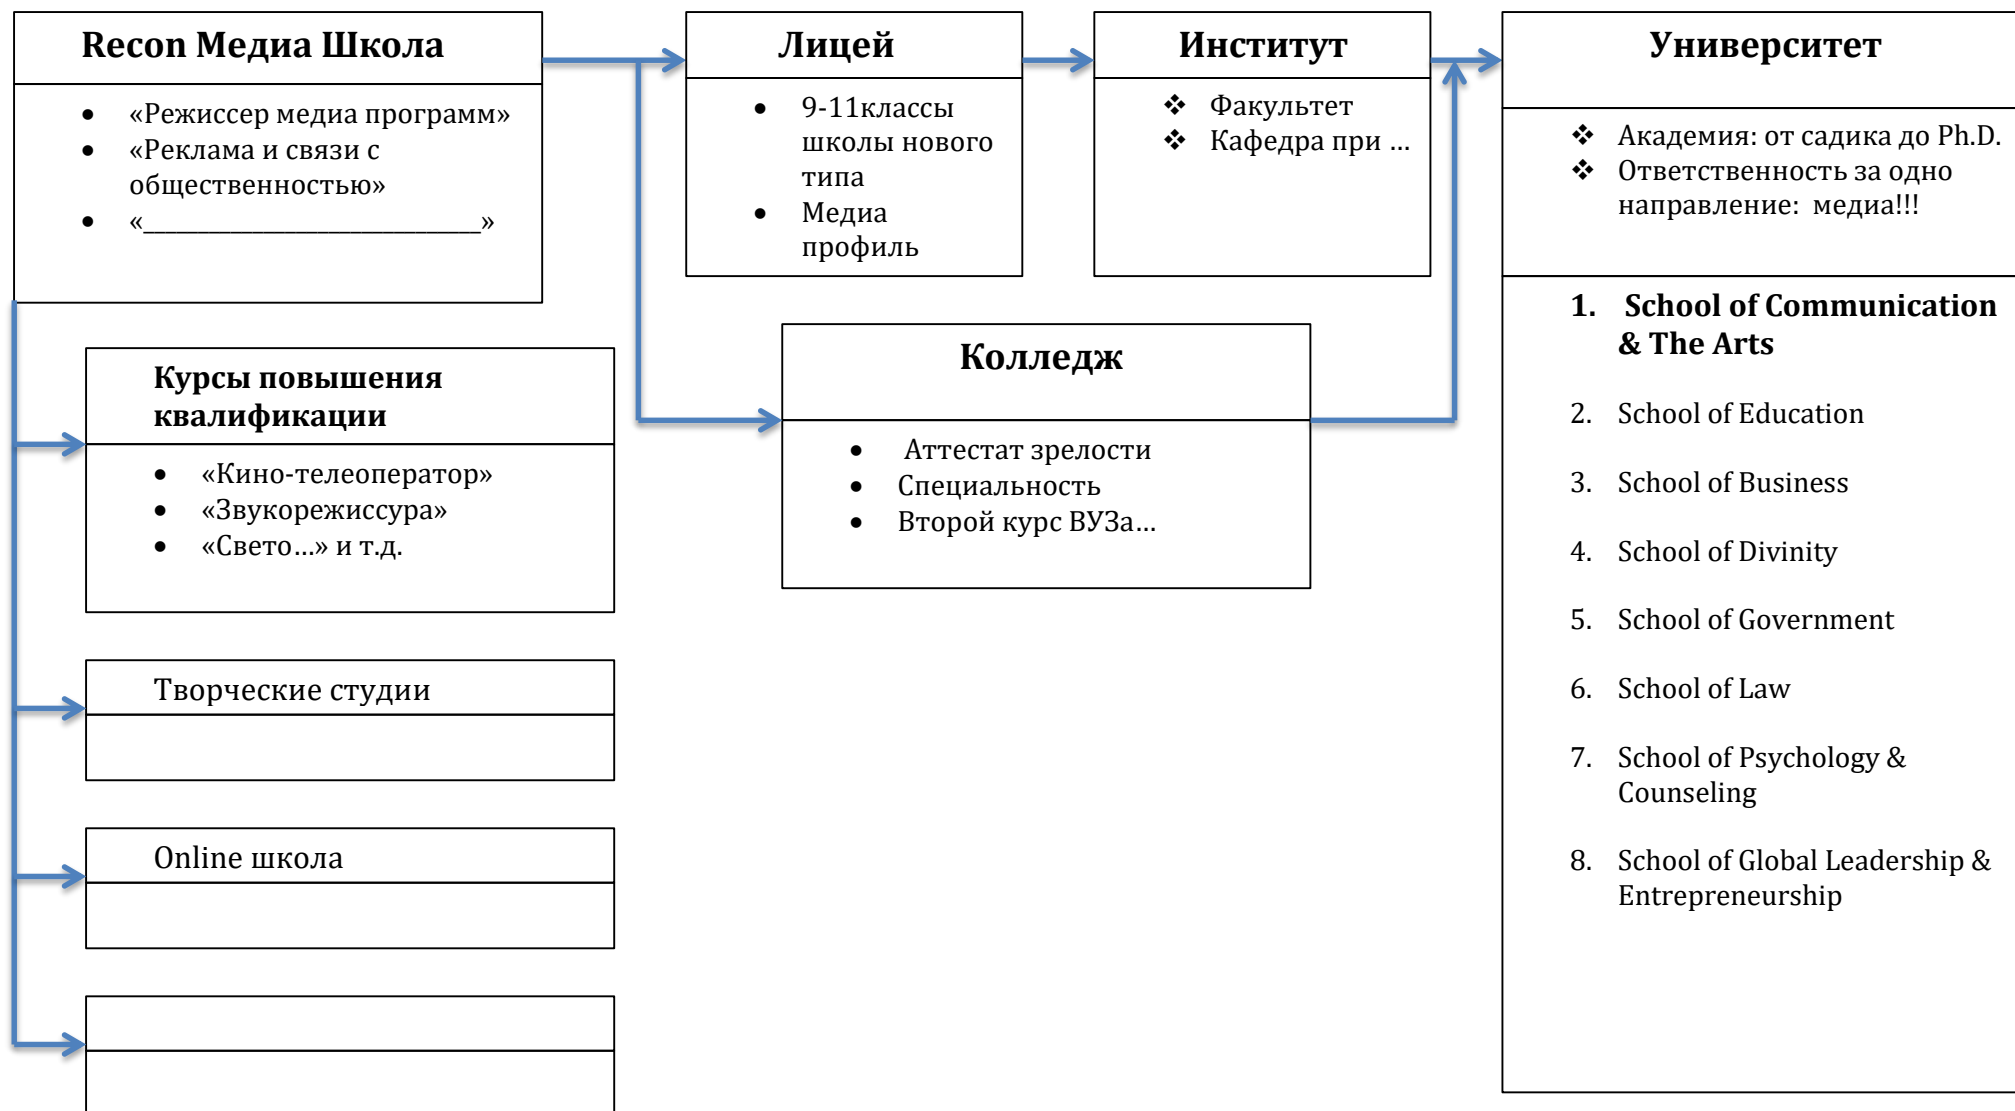 Recon Медиа Школа
• «Режиссер медиа программ»
• «Реклама и связи с
общественностью»
• «______________________________»
Лицей
• 9-11классы
школы нового
типа
• Медиа
профиль
Институт
❖ Факультет
❖ Кафедра при …
Университет
❖ Академия: от садика до Ph.D.
❖ Ответственность за одно
направление: медиа!!!
1. School of Communication
& The Arts
2. School of Education
3. School of Business
4. School of Divinity
5. School of Government
6. School of Law
7. School of Psychology &
Counseling
8. School of Global Leadership &
Entrepreneurship
Колледж
• Аттестат зрелости
• Специальность
• Второй курс ВУЗа…
Курсы повышения
квалификации
• «Кино-телеоператор»
• «Звукорежиссура»
• «Свето…» и т.д.
Творческие студии
Online школа